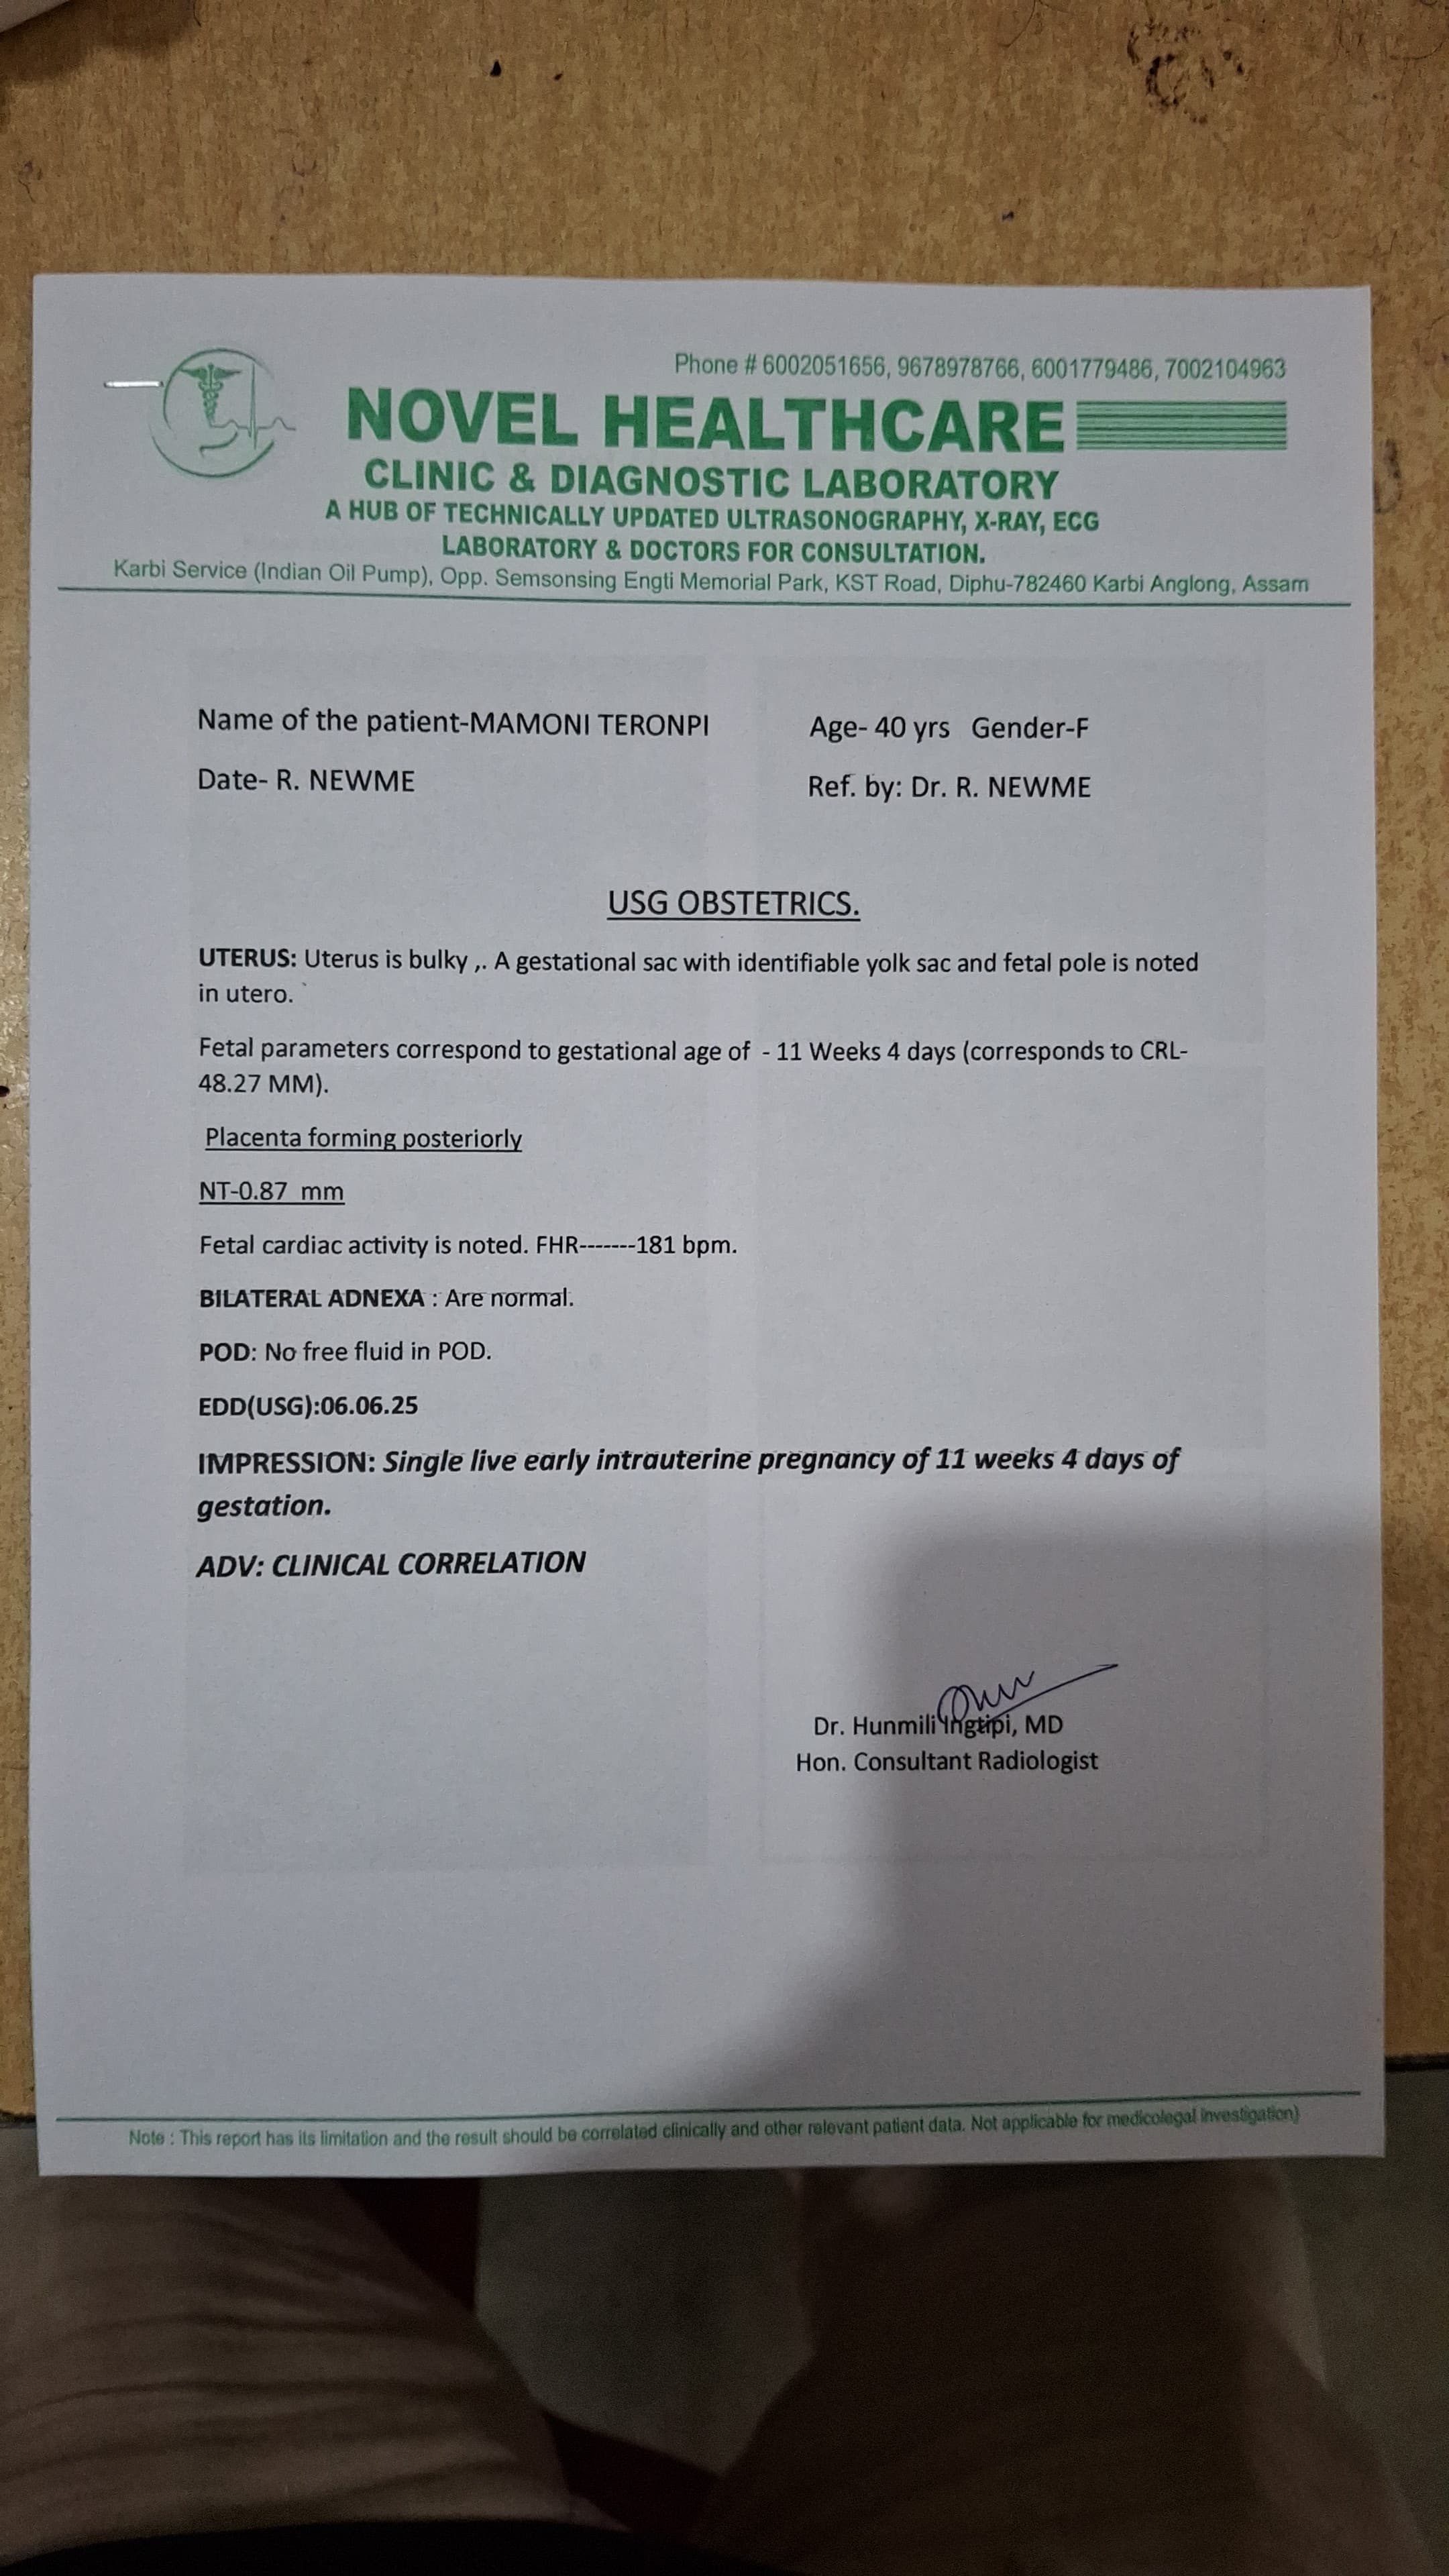 Phone # 6002051656, 9678978766, 6001779486, 7002104963
NOVEL HEALTHCARE
CLINIC & DIAGNOSTIC LABORATORY
A HUB OF TECHNICALLY UPDATED ULTRASONOGRAPHY, X-RAY, ECG
LABORATORY & DOCTORS FOR CONSULTATION.
Karbi Service (Indian Oil Pump), Opp. Semsonsing Engti Memorial Park, KST Road, Diphu-782460 Karbi Anglong, Assam
Name of the patient-MAMONI TERONPI Age- 40 yrs Gender-F
Date- R. NEWME Ref. by: Dr. R. NEWME
USG OBSTETRICS.
UTERUS: Uterus is bulky ,. A gestational sac with identifiable yolk sac and fetal pole is noted
in utero.
Fetal parameters correspond to gestational age of - 11 Weeks 4 days (corresponds to CRL-
48.27 MM).
Placenta forming posteriorly
NT-0.87 mm
Fetal cardiac activity is noted. FHR-------181 bpm.
BILATERAL ADNEXA : Are normal.
POD: No free fluid in POD.
EDD(USG):06.06.25
IMPRESSION: Single live early intrauterine pregnancy of 11 weeks 4 days of
gestation.
ADV: CLINICAL CORRELATION
Dr. Hunmili Ingtipi, MD
Hon. Consultant Radiologist
Note : This report has its limitation and the result should be correlated clinically and other relevant patient data. Not applicable for medicolegal Investigation)